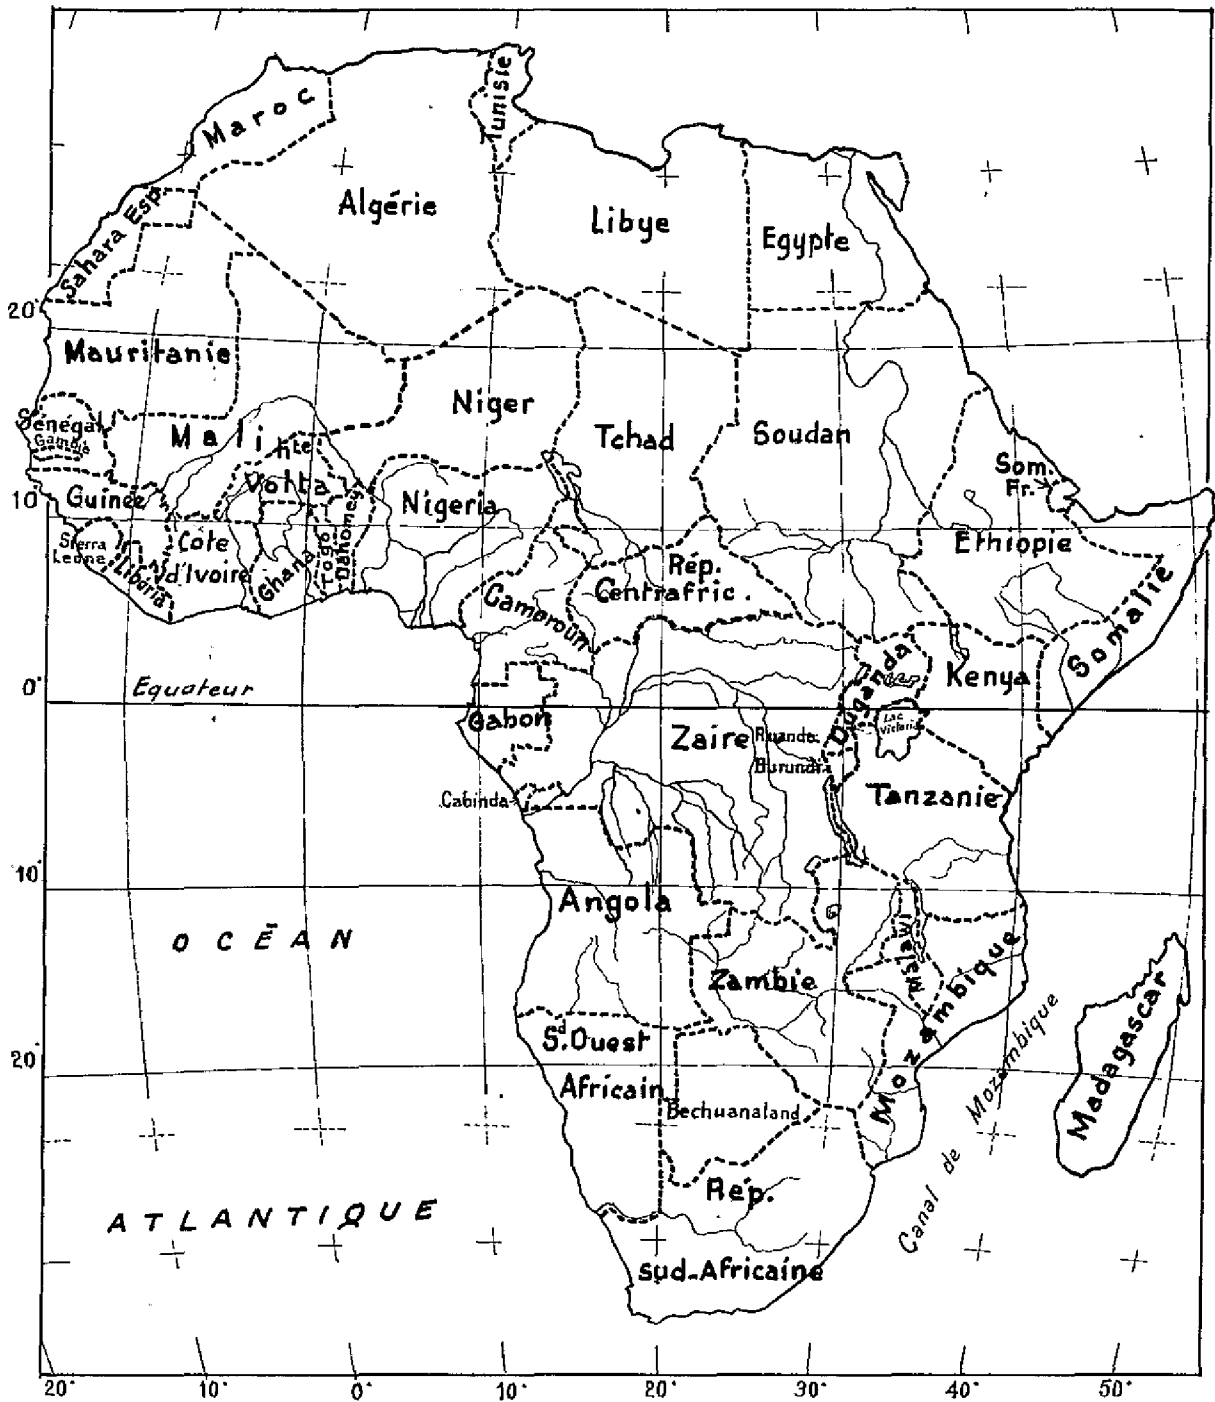 Maroc
Tunisie
Algérie
Libye
Egypte
Sahara Esp.
20°
Mauritanie
Niger
Tchad
Soudan
Sénégal
Gambie
Mali
Hte
Volta
Som.
Fr.
10°
Guinée
Nigeria
Ethiopie
Sierra
Leone
Liberia
Côte
d'Ivoire
Ghana
Togo
Dahomey
Cameroun
Rép.
Centrafric.
Somalie
Ouganda
Kenya
0°
Equateur
Gabon
Zaire
Ruanda
Burundi
Lac
Victoria
Cabinda
Tanzanie
10°
Angola
OCÉAN
Malawi
Zambie
Mozambique
Madagascar
Sd. Ouest
Africain
20°
Bechuanaland
Canal de Mozambique
ATLANTIQUE
Rép.
Sud-Africaine
20° 10° 0° 10° 20° 30° 40° 50°